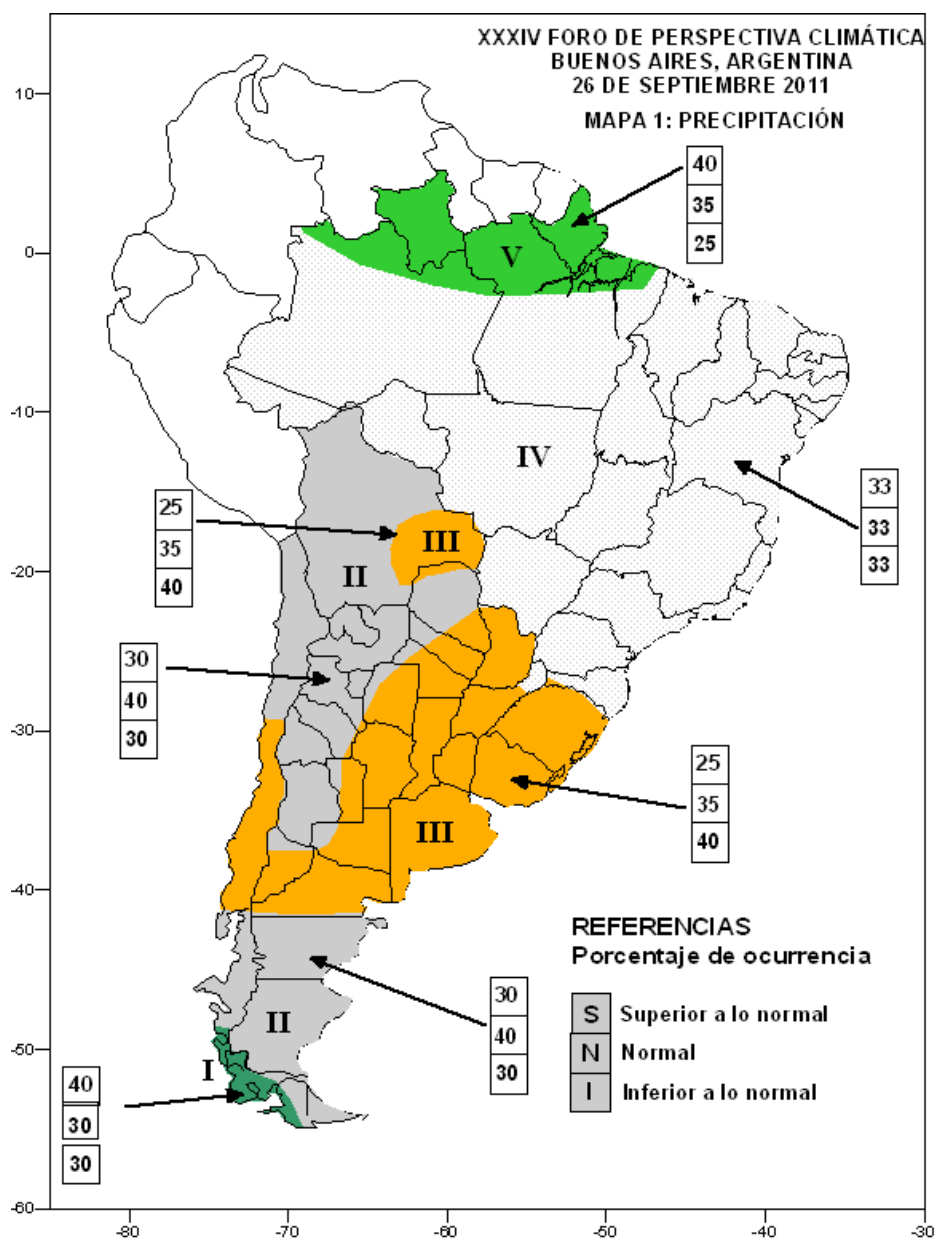 XXXIV FORO DE PERSPECTIVA CLIMÁTICA
BUENOS AIRES, ARGENTINA
26 DE SEPTIEMBRE 2011
MAPA 1: PRECIPITACIÓN
10
0
-10
-20
-30
-40
-50
-60
40
35
25
V
IV
33
33
33
25
35
40
III
II
30
40
30
25
35
40
III
REFERENCIAS
Porcentaje de ocurrencia
S Superior a lo normal
N Normal
I Inferior a lo normal
30
40
30
II
I
40
30
30
-80
-70
-60
-50
-40
-30